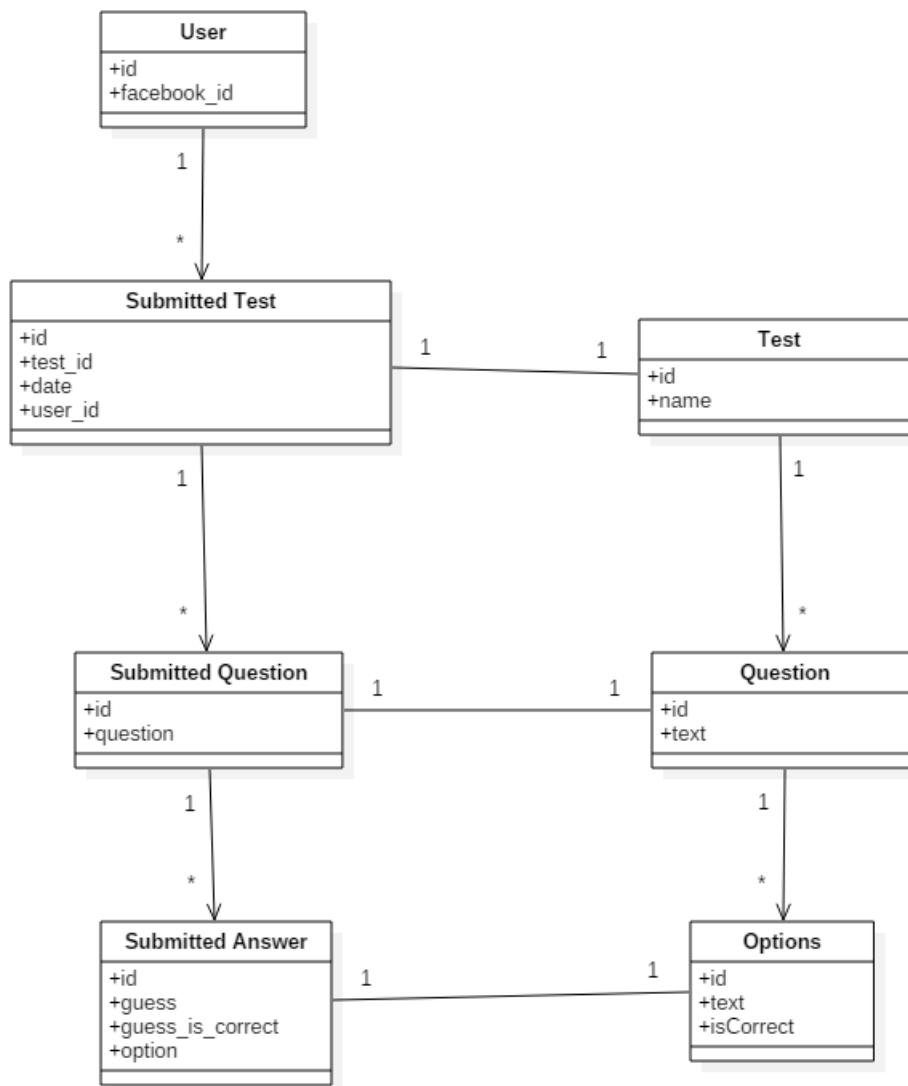 User
+id
+facebook_id
1
*
Submitted Test
+id
+test_id
+date
+user_id
1
1
Test
+id
+name
1
*
1
*
Submitted Question
+id
+question
1
1
Question
+id
+text
1
*
1
*
Submitted Answer
+id
+guess
+guess_is_correct
+option
1
1
Options
+id
+text
+isCorrect